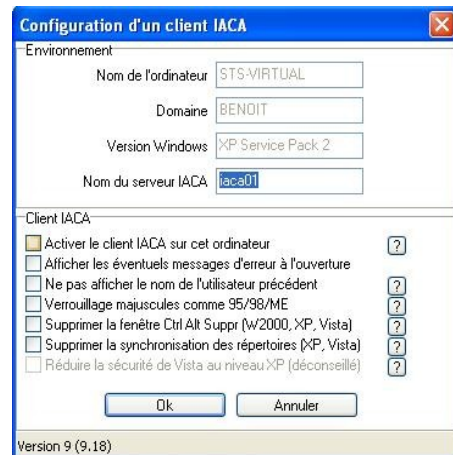 Configuration d'un client IACA
Environnement
Nom de l'ordinateur STS-VIRTUAL
Domaine BENOIT
Version Windows XP Service Pack 2
Nom du serveur IACA iaca01
Client IACA
Activer le client IACA sur cet ordinateur ?
Afficher les éventuels messages d'erreur à l'ouverture
Ne pas afficher le nom de l'utilisateur précédent ?
Verrouillage majuscules comme 95/98/ME ?
Supprimer la fenêtre Ctrl Alt Suppr (W2000, XP, Vista) ?
Supprimer la synchronisation des répertoires (XP, Vista) ?
Réduire la sécurité de Vista au niveau XP (déconseillé) ?
Ok Annuler
Version 9 (9.18)